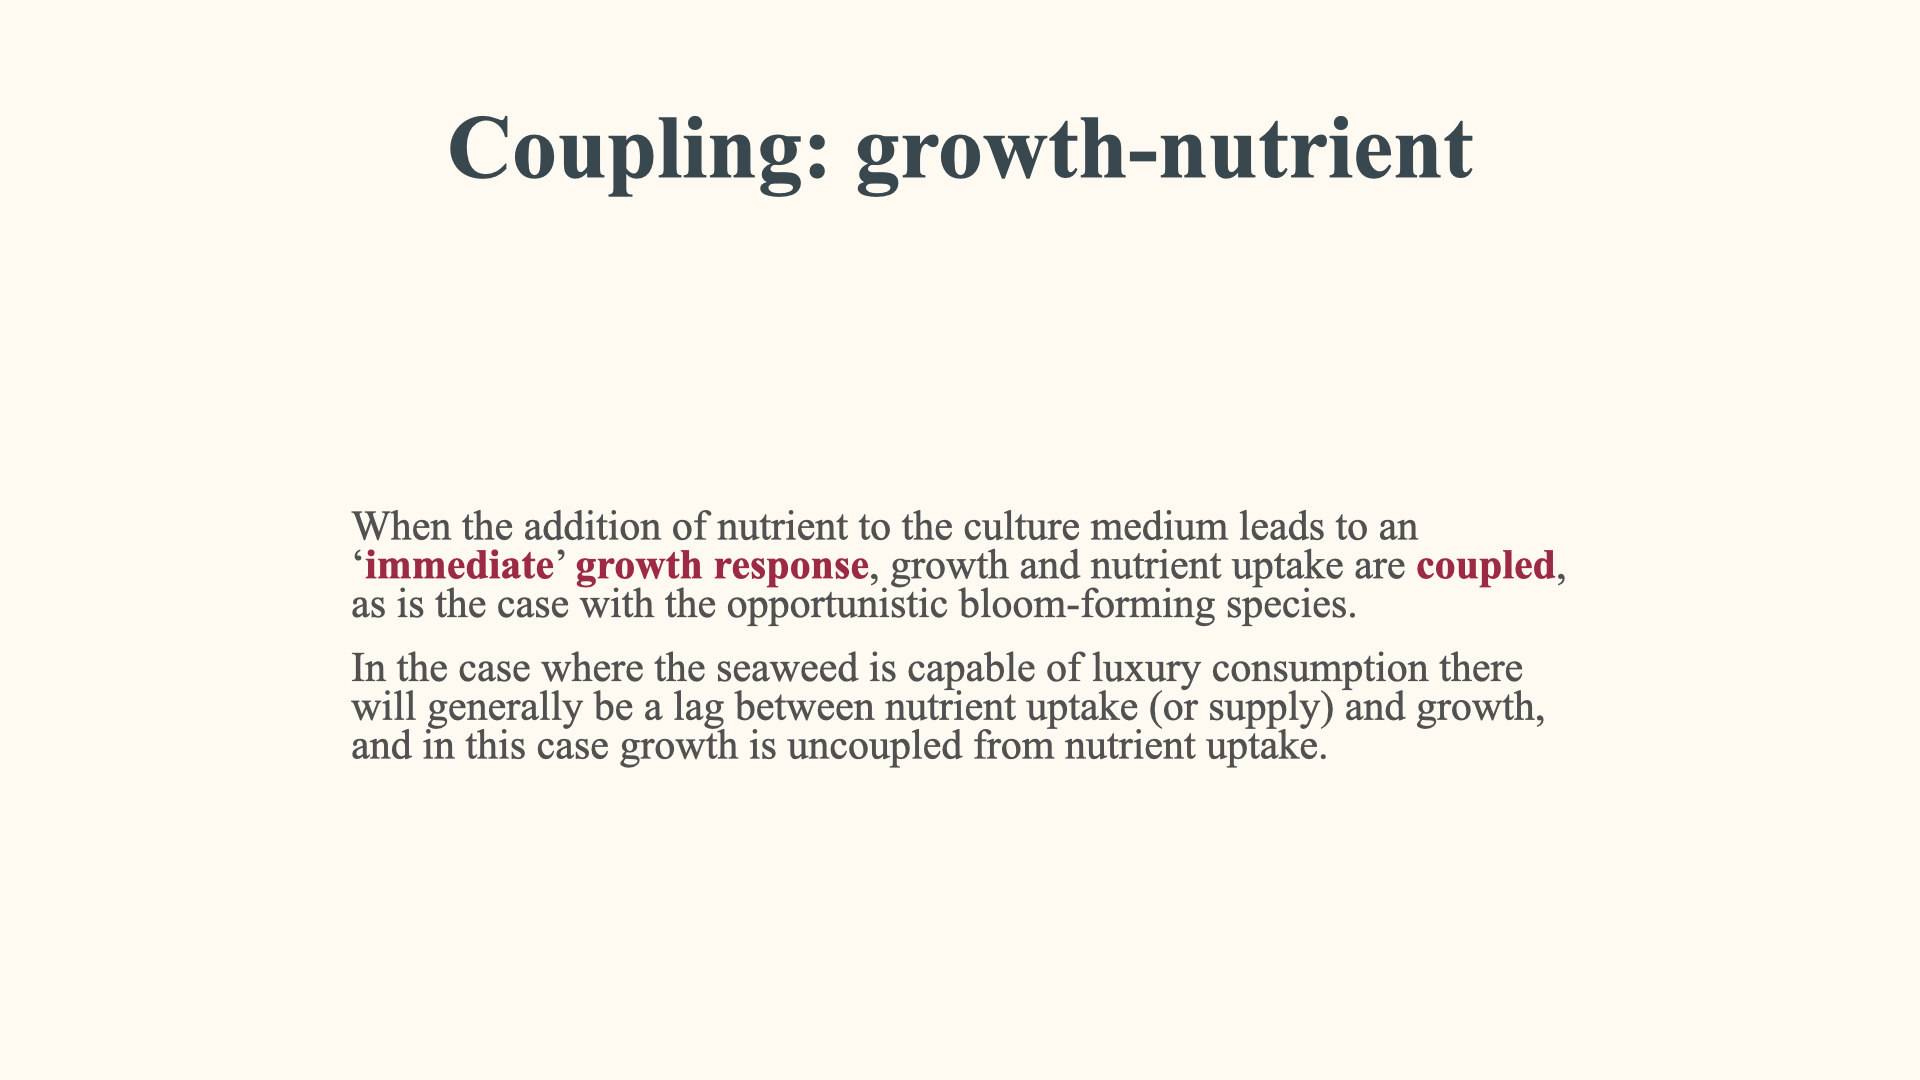 Coupling: growth-nutrient
When the addition of nutrient to the culture medium leads to an
‘immediate’ growth response, growth and nutrient uptake are coupled,
as is the case with the opportunistic bloom-forming species.
In the case where the seaweed is capable of luxury consumption there
will generally be a lag between nutrient uptake (or supply) and growth,
and in this case growth is uncoupled from nutrient uptake.